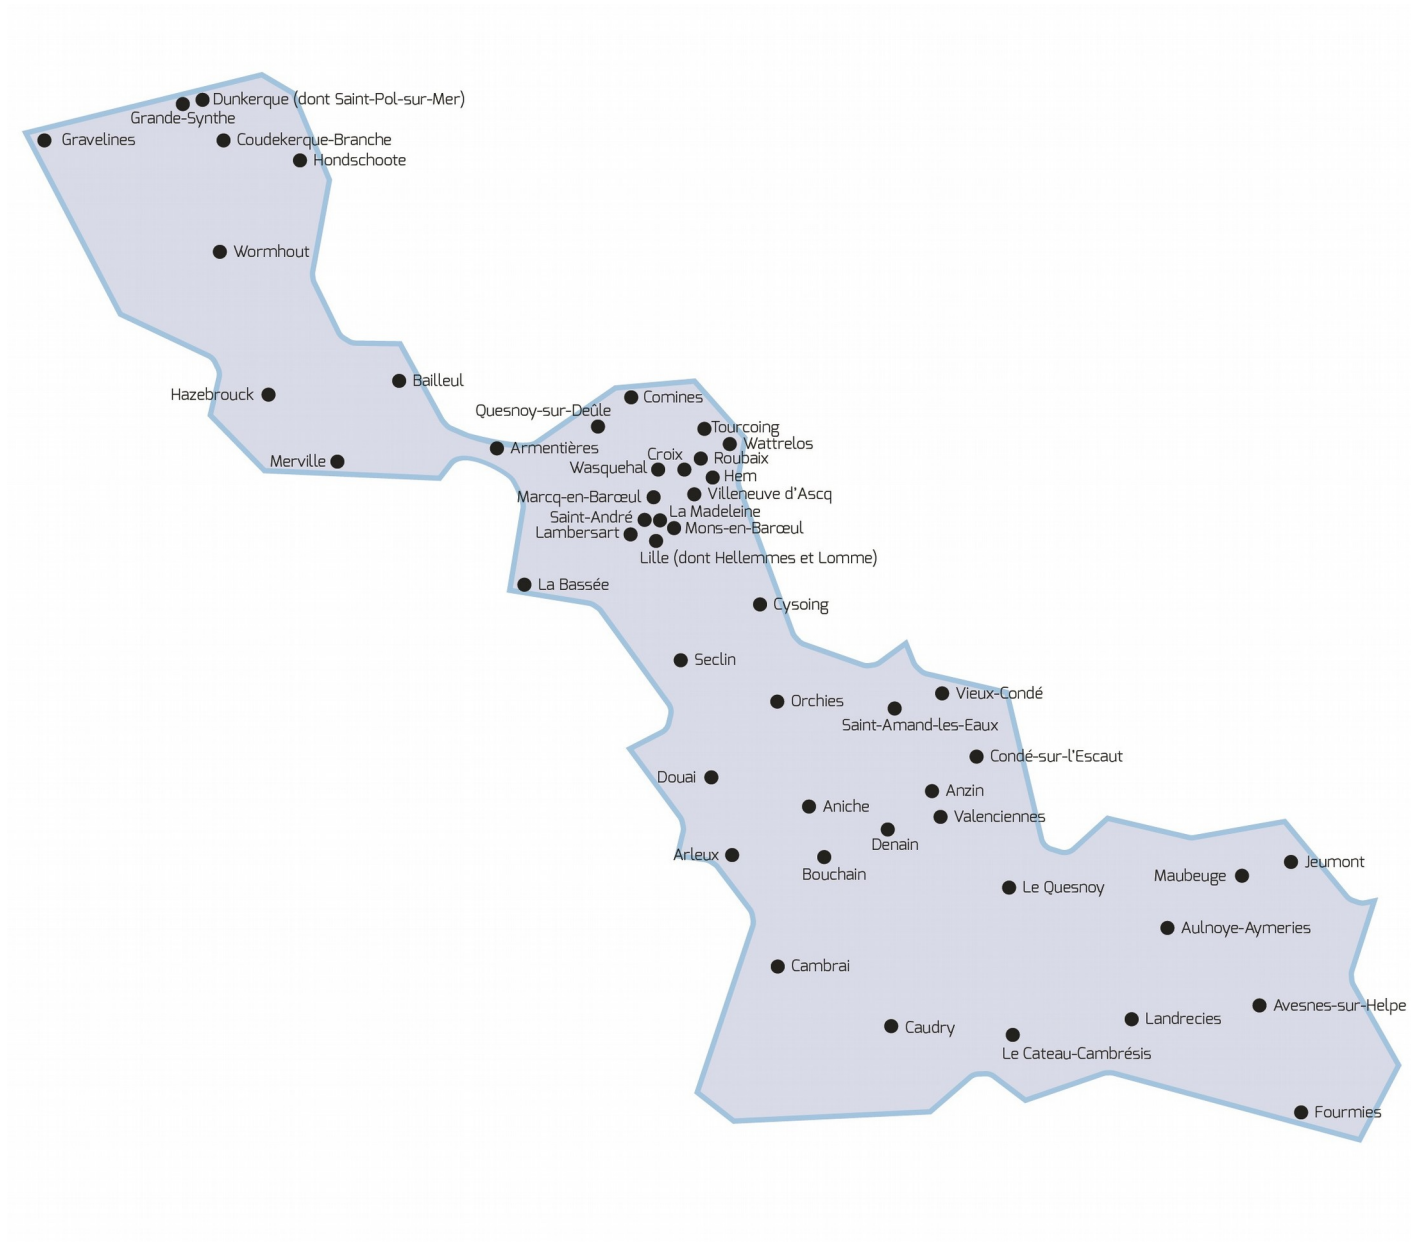 Dunkerque (dont Saint-Pol-sur-Mer)
Grande-Synthe
Gravelines
Coudekerque-Branche
Hondschoote
Wormhout
Bailleul
Hazebrouck
Comines
Quesnoy-sur-Deûle
Tourcoing
Wattrelos
Armentières
Croix
Roubaix
Merville
Wasquehal
Hem
Marcq-en-Barœul
Villeneuve d'Ascq
La Madeleine
Saint-André
Mons-en-Barœul
Lambersart
Lille (dont Hellemmes et Lomme)
La Bassée
Cysoing
Seclin
Vieux-Condé
Orchies
Saint-Amand-les-Eaux
Condé-sur-l'Escaut
Douai
Anzin
Aniche
Valenciennes
Denain
Arleux
Jeumont
Bouchain
Maubeuge
Le Quesnoy
Aulnoye-Aymeries
Cambrai
Avesnes-sur-Helpe
Landrecies
Caudry
Le Cateau-Cambrésis
Fourmies